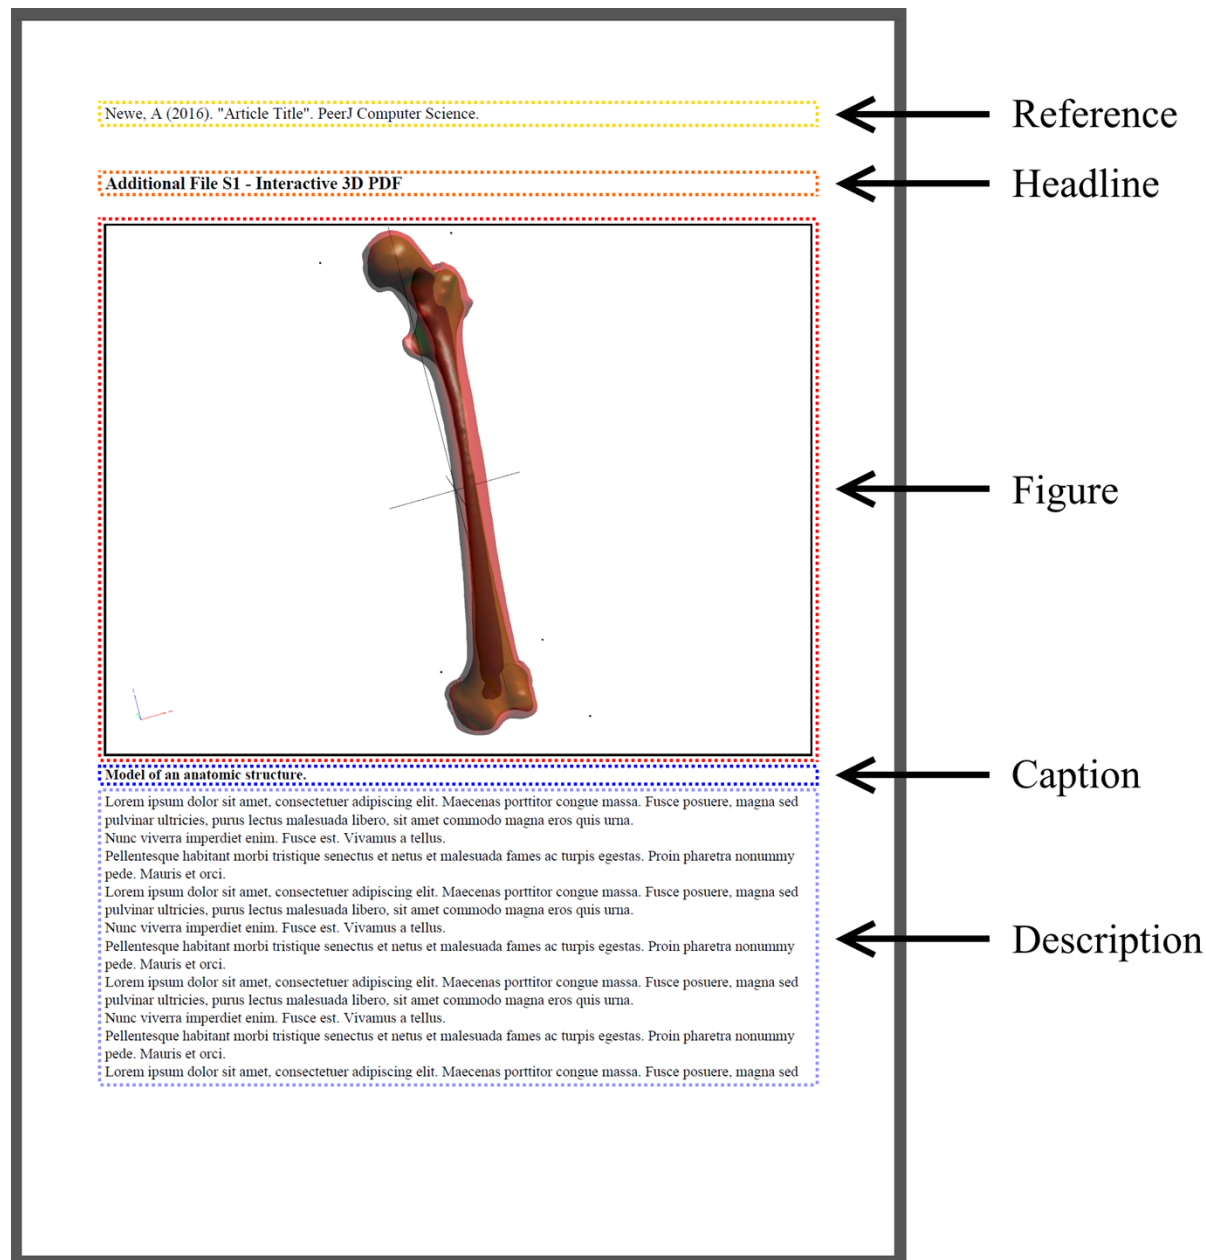 Newe, A (2016). "Article Title". PeerJ Computer Science.
Reference
Additional File S1 - Interactive 3D PDF
Headline
Figure
Model of an anatomic structure.
Caption
Lorem ipsum dolor sit amet, consectetuer adipiscing elit. Maecenas porttitor congue massa. Fusce posuere, magna sed
pulvinar ultricies, purus lectus malesuada libero, sit amet commodo magna eros quis urna.
Nunc viverra imperdiet enim. Fusce est. Vivamus a tellus.
Pellentesque habitant morbi tristique senectus et netus et malesuada fames ac turpis egestas. Proin pharetra nonummy
pede. Mauris et orci.
Lorem ipsum dolor sit amet, consectetuer adipiscing elit. Maecenas porttitor congue massa. Fusce posuere, magna sed
pulvinar ultricies, purus lectus malesuada libero, sit amet commodo magna eros quis urna.
Nunc viverra imperdiet enim. Fusce est. Vivamus a tellus.
Pellentesque habitant morbi tristique senectus et netus et malesuada fames ac turpis egestas. Proin pharetra nonummy
pede. Mauris et orci.
Lorem ipsum dolor sit amet, consectetuer adipiscing elit. Maecenas porttitor congue massa. Fusce posuere, magna sed
pulvinar ultricies, purus lectus malesuada libero, sit amet commodo magna eros quis urna.
Nunc viverra imperdiet enim. Fusce est. Vivamus a tellus.
Pellentesque habitant morbi tristique senectus et netus et malesuada fames ac turpis egestas. Proin pharetra nonummy
pede. Mauris et orci.
Lorem ipsum dolor sit amet, consectetuer adipiscing elit. Maecenas porttitor congue massa. Fusce posuere, magna sed
Description